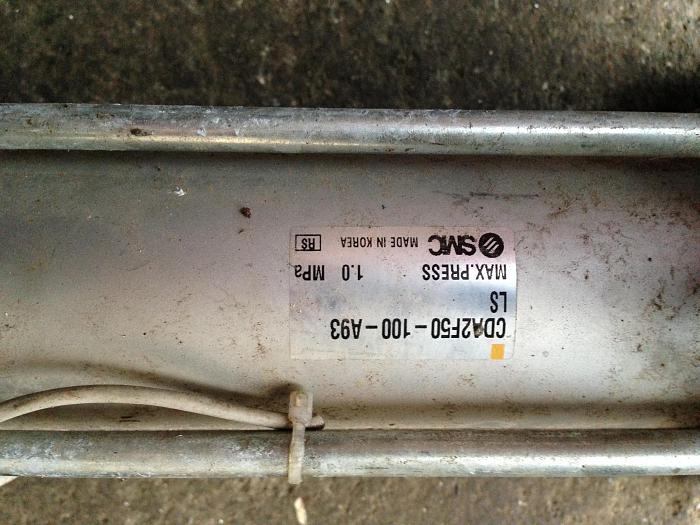 CDA2F50-100-A93
LS
MAX.PRESS 1.0 MPa
SMC MADE IN KOREA RS